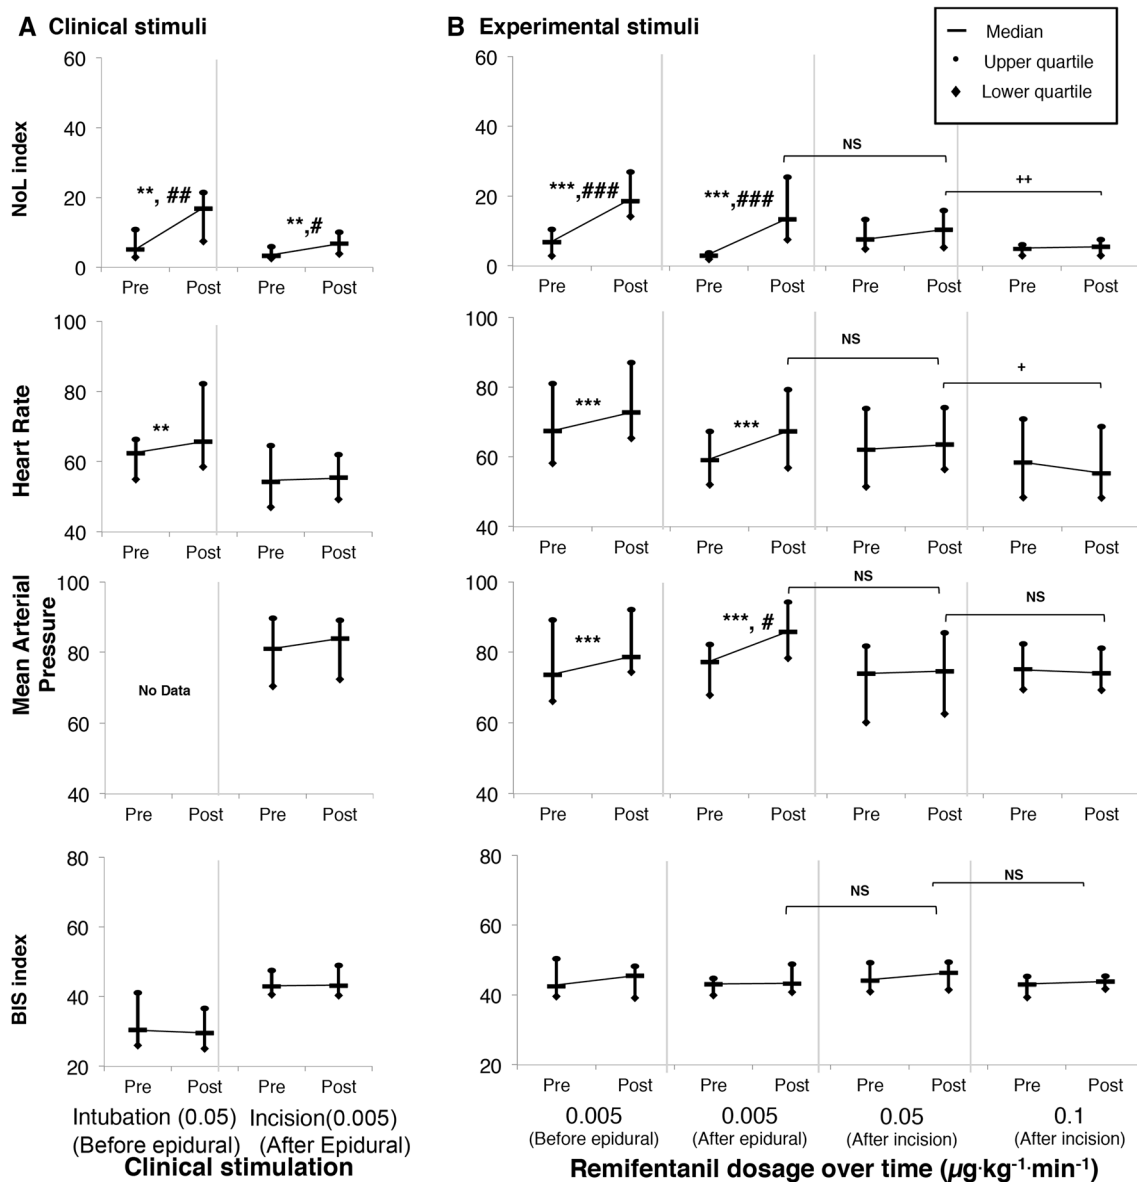 A Clinical stimuli
B Experimental stimuli
Median
Upper quartile
Lower quartile
NoL index
60
40
20
0
**, ##
**,#
Pre Post Pre Post
60
40
20
0
***,###
***,###
NS
++
Pre Post Pre Post Pre Post Pre Post
Heart Rate
100
80
60
40
**
Pre Post Pre Post
100
80
60
40
***
***
NS
+
Pre Post Pre Post Pre Post Pre Post
Mean Arterial
Pressure
100
80
60
40
No Data
Pre Post Pre Post
100
80
60
40
***
***, #
NS
NS
Pre Post Pre Post Pre Post Pre Post
BIS index
80
60
40
20
Pre Post Pre Post
Intubation (0.05) Incision(0.005)
(Before epidural) (After Epidural)
Clinical stimulation
80
60
40
20
NS
NS
Pre Post Pre Post Pre Post Pre Post
0.005 0.005 0.05 0.1
(Before epidural) (After epidural) (After incision) (After incision)
Remifentanil dosage over time (µg·kg⁻¹·min⁻¹)